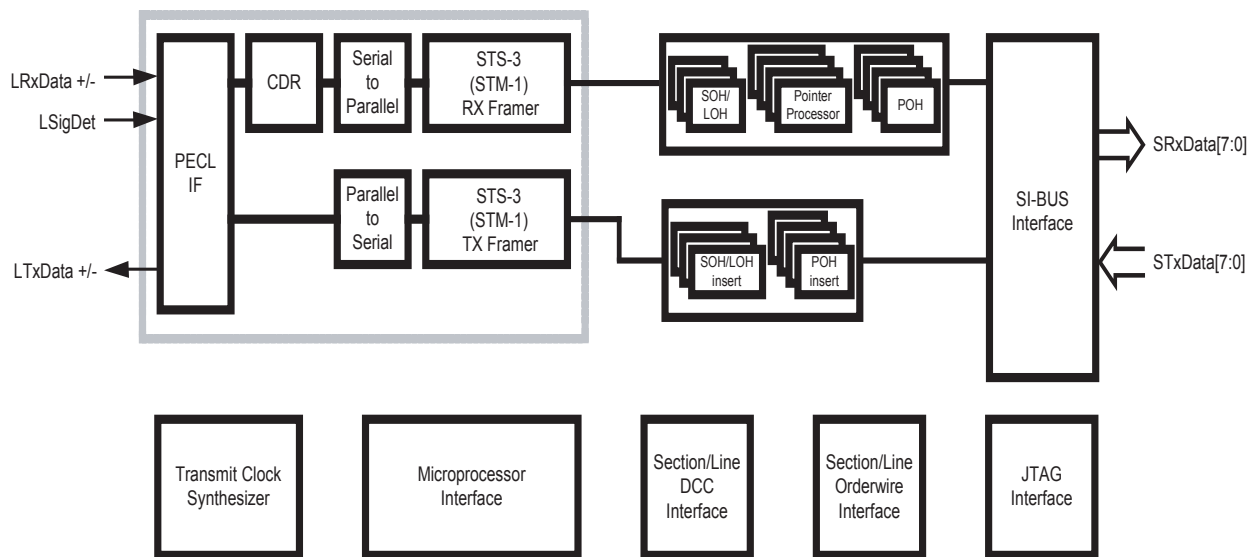 LRxData +/-
LSigDet
LTxData +/-
PECL
IF
CDR
Serial
to
Parallel
STS-3
(STM-1)
RX Framer
Parallel
to
Serial
STS-3
(STM-1)
TX Framer
SOH/
LOH
Pointer
Processor
POH
SOH/LOH
insert
POH
insert
SI-BUS
Interface
SRxData[7:0]
STxData[7:0]
Transmit Clock
Synthesizer
Microprocessor
Interface
Section/Line
DCC
Interface
Section/Line
Orderwire
Interface
JTAG
Interface